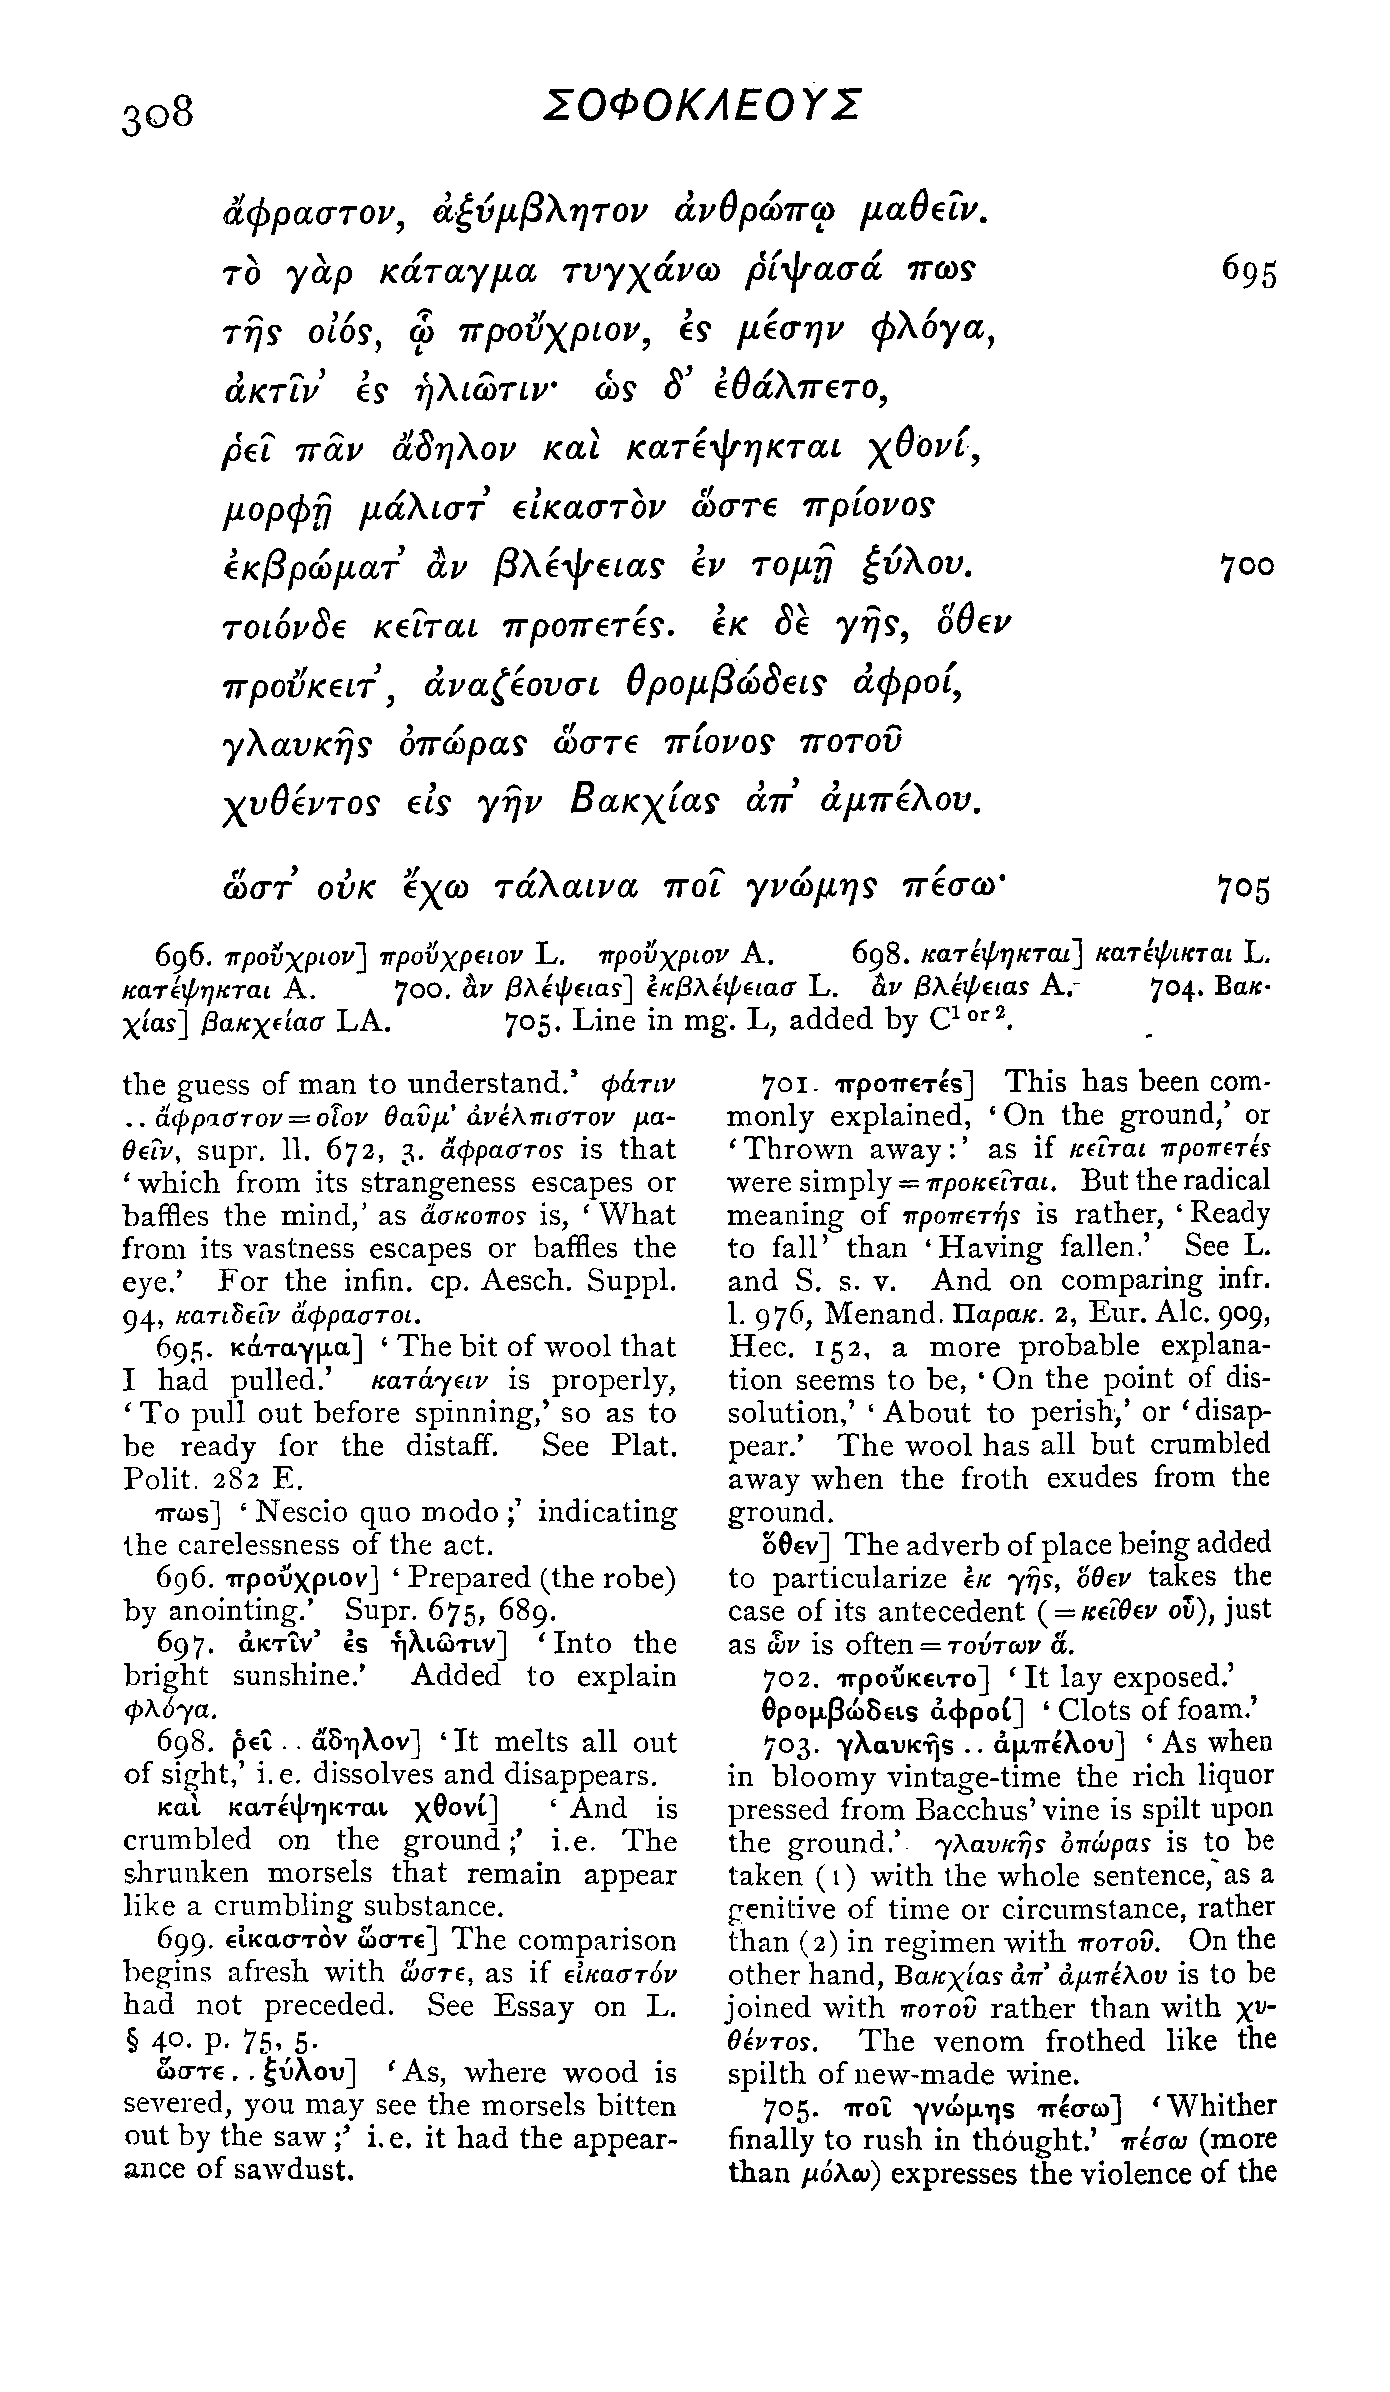 308
ΣΟΦΟΚΛΕΟΥΣ
ἄφραστον, ἀξύμβλητον ἀνθρώπῳ μαθεῖν.
τὸ γὰρ κάταγμα τυγχάνω ῥίψασά πως 695
τῆς οἰός, ᾧ προὔχριον, ἐς μέσην φλόγα,
ἀκτῖν’ ἐς ἡλιῶτιν· ὡς δ’ ἐθάλπετο,
ῥεῖ πᾶν ἄδηλον καὶ κατέψηκται χθονί,
μορφῇ μάλιστ’ εἰκαστὸν ὥστε πρίονος
ἐκβρώματ’ ἂν βλέψειας ἐν τομῇ ξύλου. 700
τοιόνδε κεῖται προπετές. ἐκ δὲ γῆς, ὅθεν
προὔκειτ’, ἀναζέουσι θρομβώδεις ἀφροί,
γλαυκῆς ὀπώρας ὥστε πίονος ποτοῦ
χυθέντος εἰς γῆν Βακχίας ἀπ’ ἀμπέλου.
ὥστ’ οὐκ ἔχω τάλαινα ποῖ γνώμης πέσω· 705
696. προὔχριον] προὔχρειον L. προὔχριον A. 698. κατέψηκται] κατέψικται L.
κατέψηκται A. 700. ἂν βλέψειας] ἐκβλέψειασ L. ἂν βλέψειας A. 704. Βακ-
χίας] βακχείασ LA. 705. Line in mg. L, added by C¹ ᵒʳ ².
the guess of man to understand.’ φάτιν
. . ἄφραστον = οἷον θαῦμ’ ἀνέλπιστον μα-
θεῖν, supr. ll. 672, 3. ἄφραστος is that
‘which from its strangeness escapes or
baffles the mind,’ as ἄσκοπος is, ‘What
from its vastness escapes or baffles the
eye.’ For the infin. cp. Aesch. Suppl.
94, κατιδεῖν ἄφραστοι.
695. κάταγμα] ‘The bit of wool that
I had pulled.’ κατάγειν is properly,
‘To pull out before spinning,’ so as to
be ready for the distaff. See Plat.
Polit. 282 E.
πως] ‘Nescio quo modo;’ indicating
the carelessness of the act.
696. προὔχριον] ‘Prepared (the robe)
by anointing.’ Supr. 675, 689.
697. ἀκτῖν’ ἐς ἡλιῶτιν] ‘Into the
bright sunshine.’ Added to explain
φλόγα.
698. ῥεῖ . . ἄδηλον] ‘It melts all out
of sight,’ i.e. dissolves and disappears.
καὶ κατέψηκται χθονί] ‘And is
crumbled on the ground;’ i.e. The
shrunken morsels that remain appear
like a crumbling substance.
699. εἰκαστὸν ὥστε] The comparison
begins afresh with ὥστε, as if εἰκαστόν
had not preceded. See Essay on L.
§ 40. p. 75, 5.
ὥστε . . ξύλου] ‘As, where wood is
severed, you may see the morsels bitten
out by the saw;’ i.e. it had the appear-
ance of sawdust.
701. προπετές] This has been com-
monly explained, ‘On the ground,’ or
‘Thrown away:’ as if κεῖται προπετές
were simply = προκεῖται. But the radical
meaning of προπετής is rather, ‘Ready
to fall’ than ‘Having fallen.’ See L.
and S. s. v. And on comparing infr.
l. 976, Menand. Παρακ. 2, Eur. Alc. 909,
Hec. 152, a more probable explana-
tion seems to be, ‘On the point of dis-
solution,’ ‘About to perish,’ or ‘disap-
pear.’ The wool has all but crumbled
away when the froth exudes from the
ground.
ὅθεν] The adverb of place being added
to particularize ἐκ γῆς, ὅθεν takes the
case of its antecedent (= κεῖθεν οὗ), just
as ὧν is often = τούτων ἅ.
702. προὔκειτο] ‘It lay exposed.’
θρομβώδεις ἀφροί] ‘Clots of foam.’
703. γλαυκῆς . . ἀμπέλου] ‘As when
in bloomy vintage-time the rich liquor
pressed from Bacchus’ vine is spilt upon
the ground.’ γλαυκῆς ὀπώρας is to be
taken (1) with the whole sentence, as a
genitive of time or circumstance, rather
than (2) in regimen with ποτοῦ. On the
other hand, Βακχίας ἀπ’ ἀμπέλου is to be
joined with ποτοῦ rather than with χυ-
θέντος. The venom frothed like the
spilth of new-made wine.
705. ποῖ γνώμης πέσω] ‘Whither
finally to rush in thought.’ πέσω (more
than μόλω) expresses the violence of the